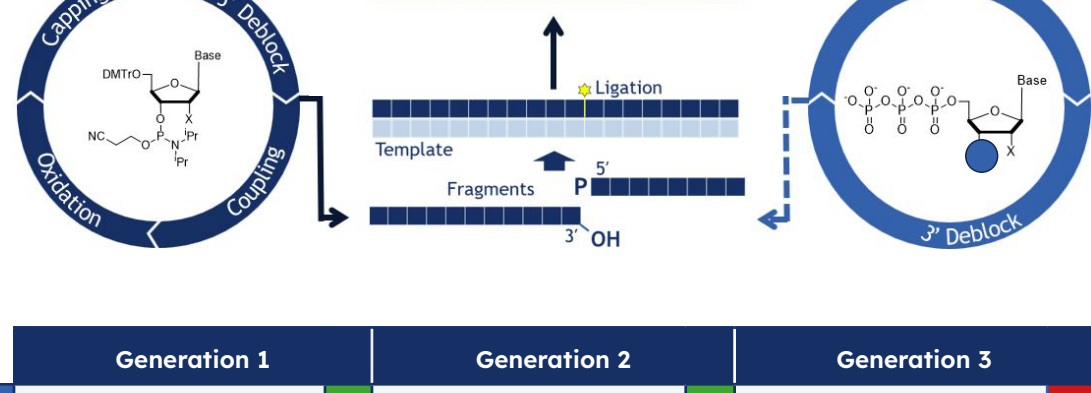 Capping
5' Deblock
Coupling
Oxidation
Base
DMTrO
O
O
X
P
iPr
NC
O
N
iPr
Ligation
Template
Fragments
5′
P
3′
OH
Base
O⁻
O⁻
O⁻
⁻O
P
O
P
O
P
O
O
O
O
O
X
3' Deblock
Generation 1
Generation 2
Generation 3